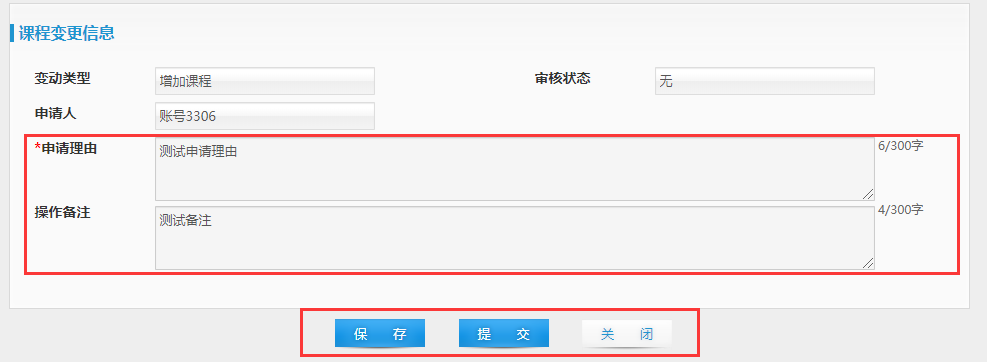 课程变更信息
变动类型 增加课程 审核状态 无
申请人 账号3306
*申请理由 测试申请理由 6/300字
操作备注 测试备注 4/300字
保 存 提 交 关 闭